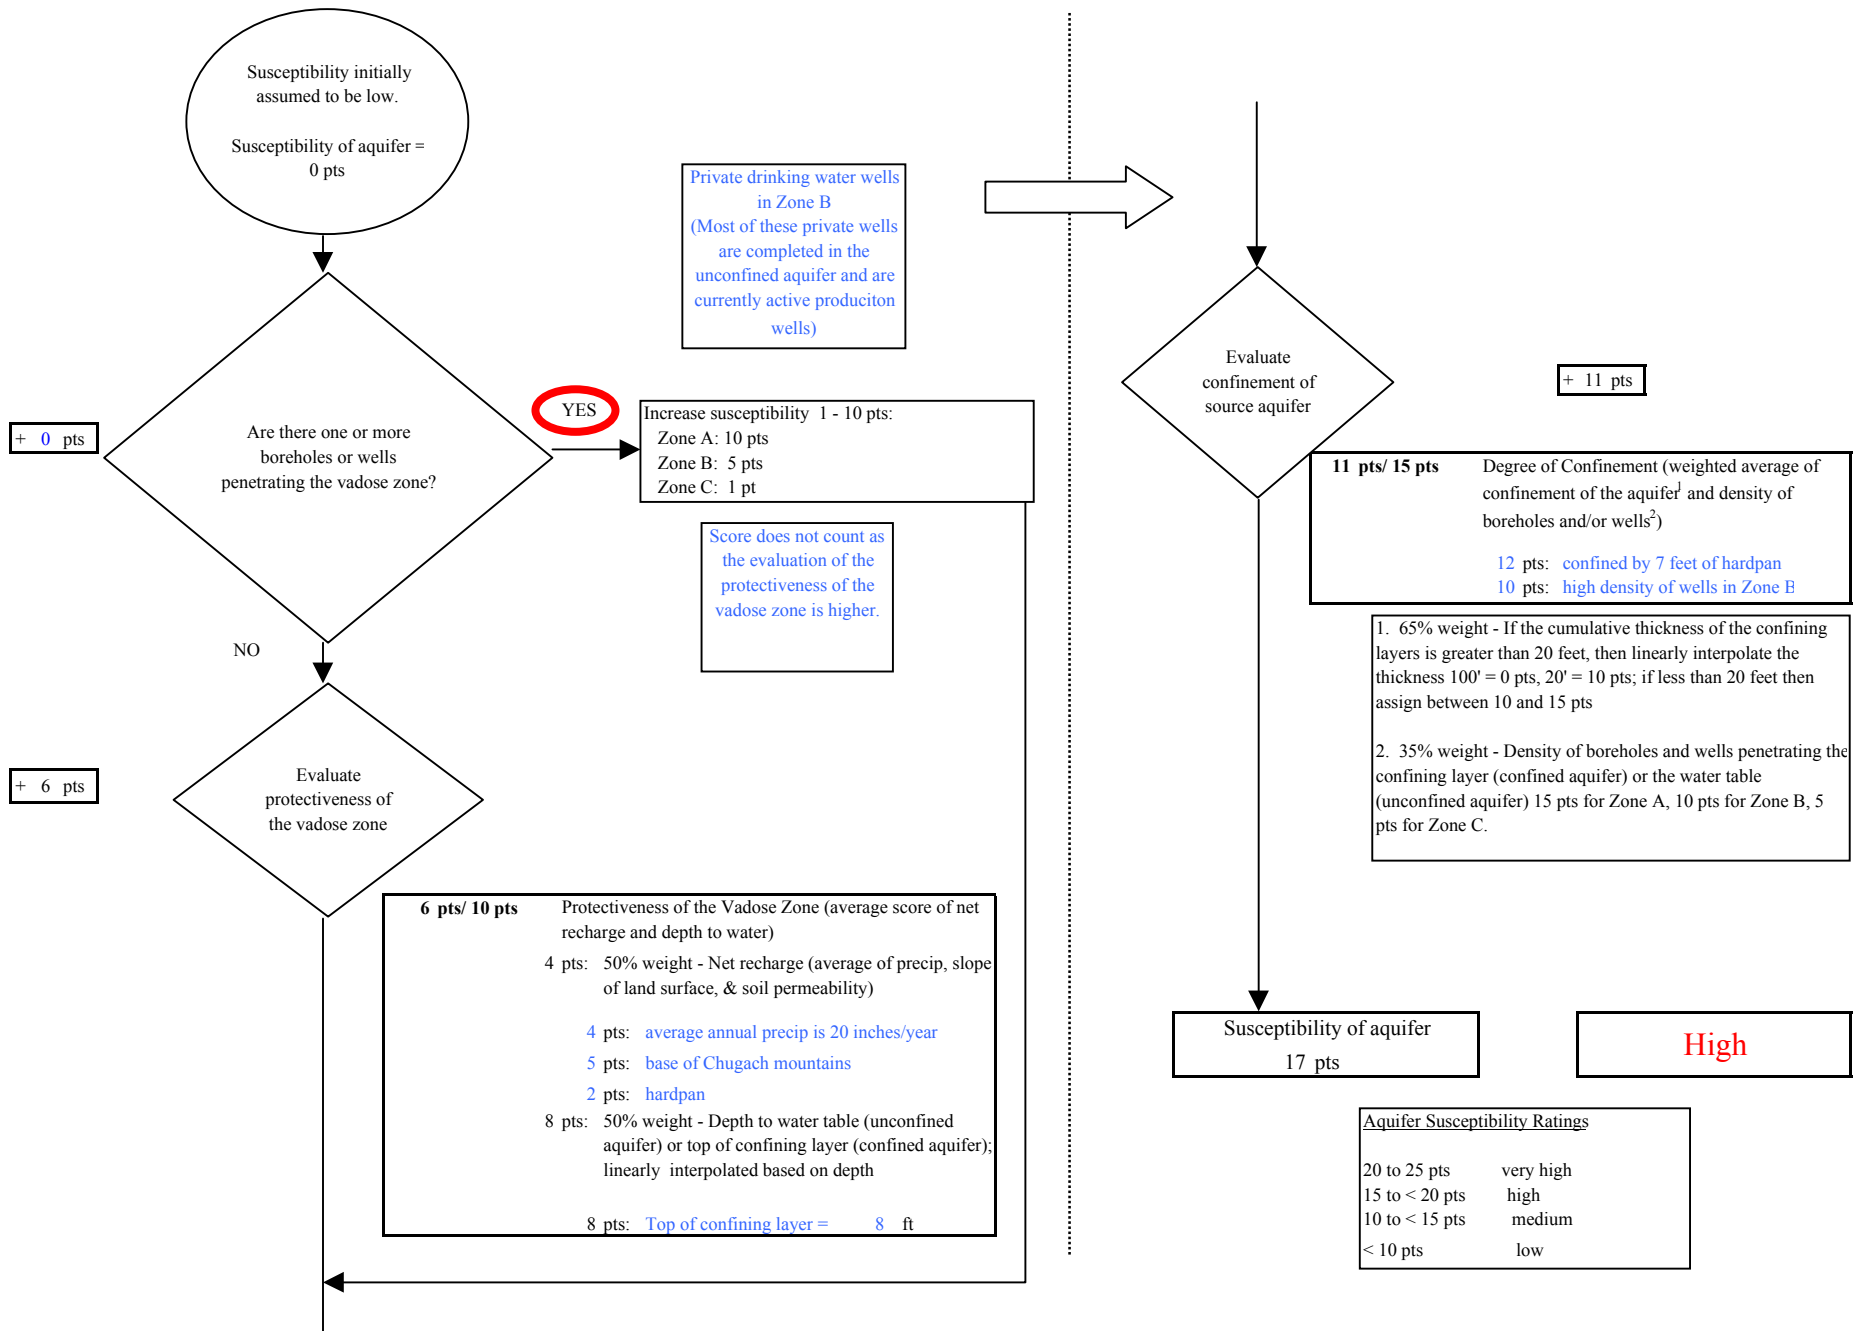 Susceptibility initially
assumed to be low.
Susceptibility of aquifer =
0 pts
Private drinking water wells
in Zone B
(Most of these private wells
are completed in the
unconfined aquifer and are
currently active produciton
wells)
+ 0 pts
Are there one or more
boreholes or wells
penetrating the vadose zone?
YES
Increase susceptibility 1 - 10 pts:
Zone A: 10 pts
Zone B: 5 pts
Zone C: 1 pt
Score does not count as
the evaluation of the
protectiveness of the
vadose zone is higher.
NO
+ 6 pts
Evaluate
protectiveness of
the vadose zone
6 pts/ 10 pts Protectiveness of the Vadose Zone (average score of net
recharge and depth to water)
4 pts: 50% weight - Net recharge (average of precip, slope
of land surface, & soil permeability)
4 pts: average annual precip is 20 inches/year
5 pts: base of Chugach mountains
2 pts: hardpan
8 pts: 50% weight - Depth to water table (unconfined
aquifer) or top of confining layer (confined aquifer);
linearly interpolated based on depth
8 pts: Top of confining layer = 8 ft
Evaluate
confinement of
source aquifer
+ 11 pts
11 pts/ 15 pts Degree of Confinement (weighted average of
confinement of the aquifer1 and density of
boreholes and/or wells2)
12 pts: confined by 7 feet of hardpan
10 pts: high density of wells in Zone B
1. 65% weight - If the cumulative thickness of the confining
layers is greater than 20 feet, then linearly interpolate the
thickness 100' = 0 pts, 20' = 10 pts; if less than 20 feet then
assign between 10 and 15 pts
2. 35% weight - Density of boreholes and wells penetrating the
confining layer (confined aquifer) or the water table
(unconfined aquifer) 15 pts for Zone A, 10 pts for Zone B, 5
pts for Zone C.
Susceptibility of aquifer
17 pts
High
Aquifer Susceptibility Ratings
20 to 25 pts very high
15 to < 20 pts high
10 to < 15 pts medium
< 10 pts low